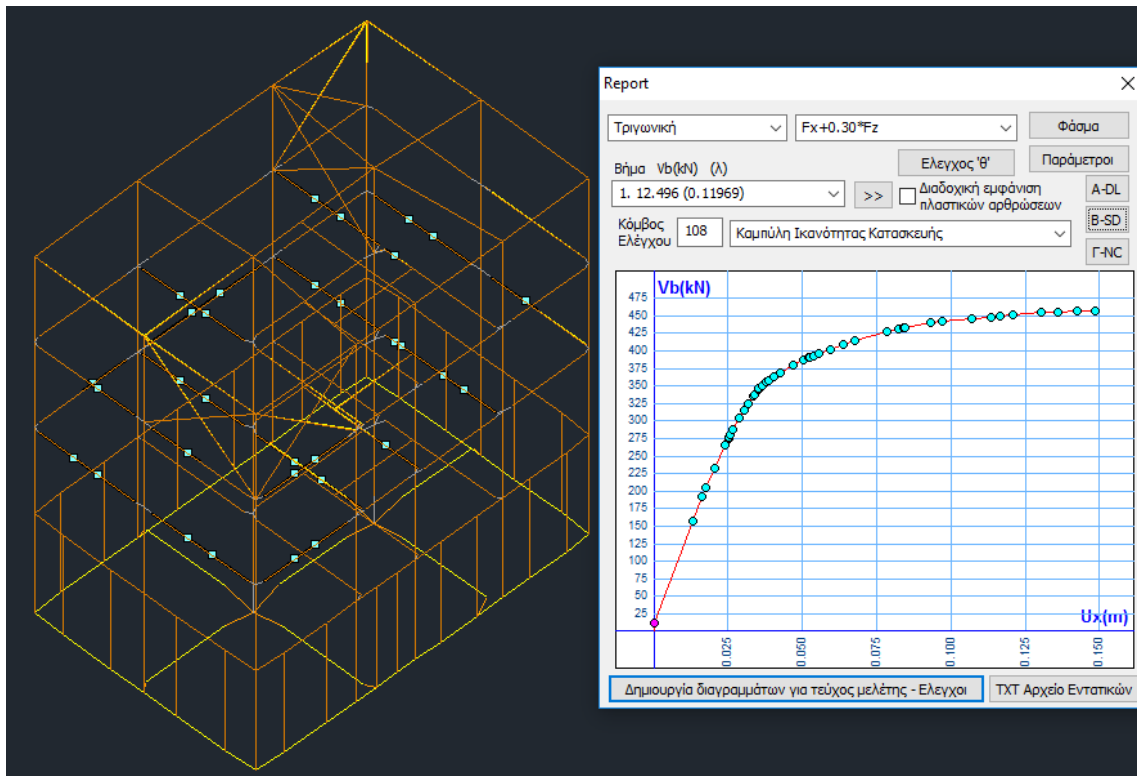 Report
Τριγωνική Fx+0.30*Fz Φάσμα
Ελεγχος 'θ' Παράμετροι
Βήμα Vb(kN) (λ)
1. 12.496 (0.11969) >> Διαδοχική εμφάνιση πλαστικών αρθρώσεων A-DL
Κόμβος Ελέγχου 108 Καμπύλη Ικανότητας Κατασκευής B-SD
Γ-NC
Vb(kN)
475
450
425
400
375
350
325
300
275
250
225
200
175
150
125
100
75
50
25
Ux(m)
0.025 0.050 0.075 0.100 0.125 0.150
Δημιουργία διαγραμμάτων για τεύχος μελέτης - Ελεγχοι TXT Αρχείο Εντατικών